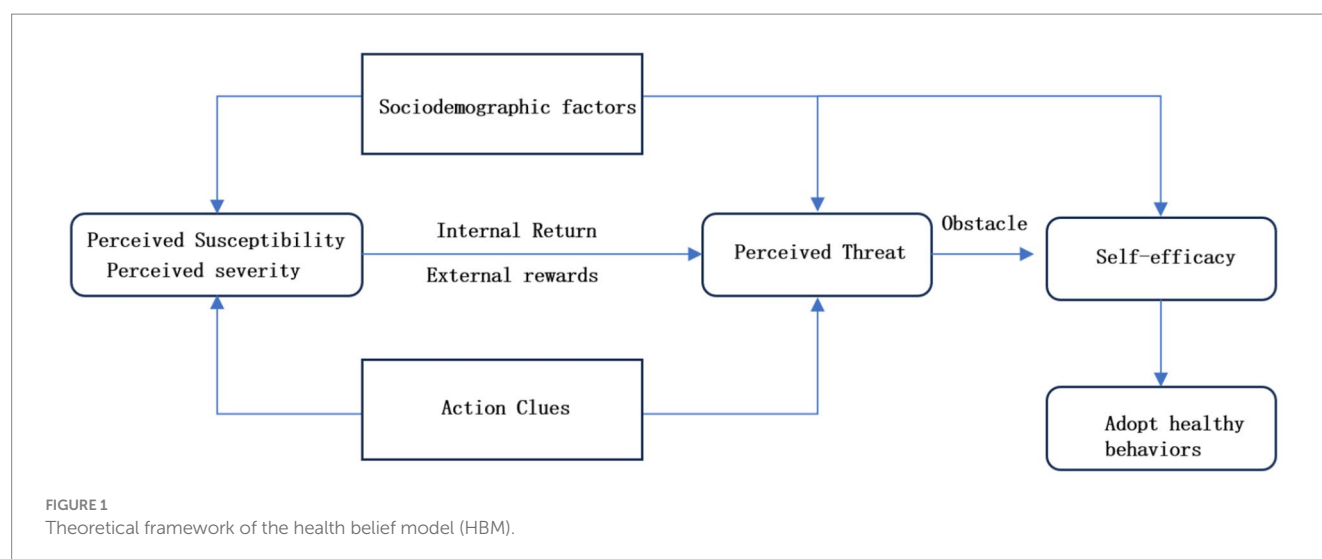 Sociodemographic factors
Perceived Susceptibility
Perceived severity
Internal Return
External rewards
Perceived Threat
Obstacle
Self-efficacy
Action Clues
Adopt healthy
behaviors
FIGURE 1
Theoretical framework of the health belief model (HBM).